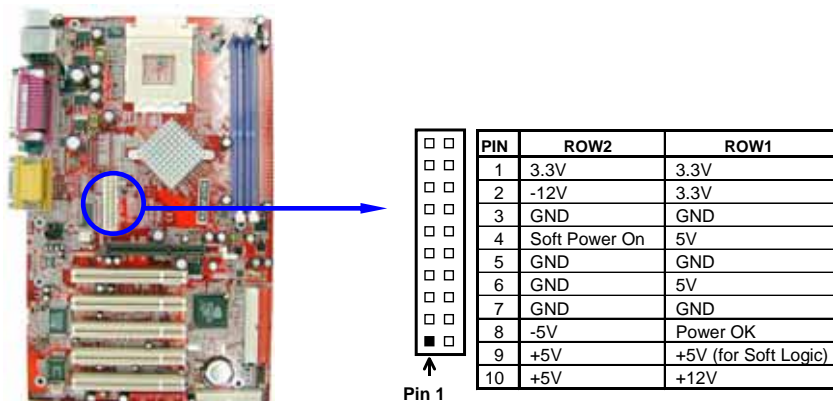 PIN ROW2 ROW1
1 3.3V 3.3V
2 -12V 3.3V
3 GND GND
4 Soft Power On 5V
5 GND GND
6 GND 5V
7 GND GND
8 -5V Power OK
9 +5V +5V (for Soft Logic)
10 +5V +12V
Pin 1